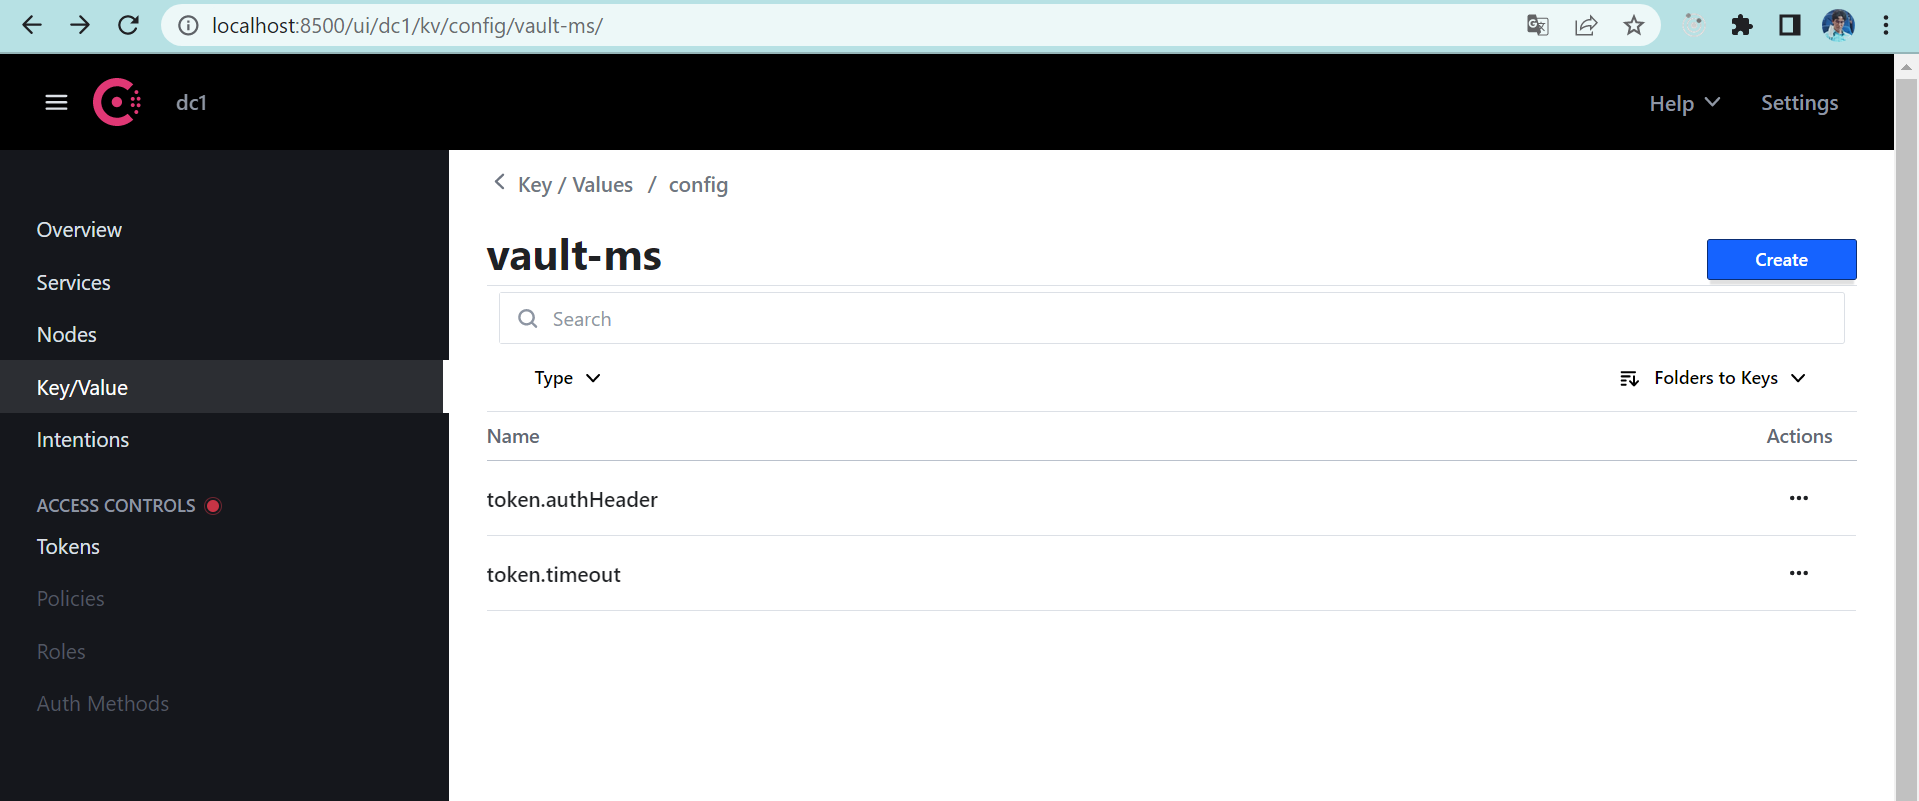 localhost:8500/ui/dc1/kv/config/vault-ms/
dc1
Help
Settings
Overview
Services
Nodes
Key/Value
Intentions
ACCESS CONTROLS
Tokens
Policies
Roles
Auth Methods
Key / Values / config
vault-ms
Create
Search
Type
Folders to Keys
Name Actions
token.authHeader
token.timeout